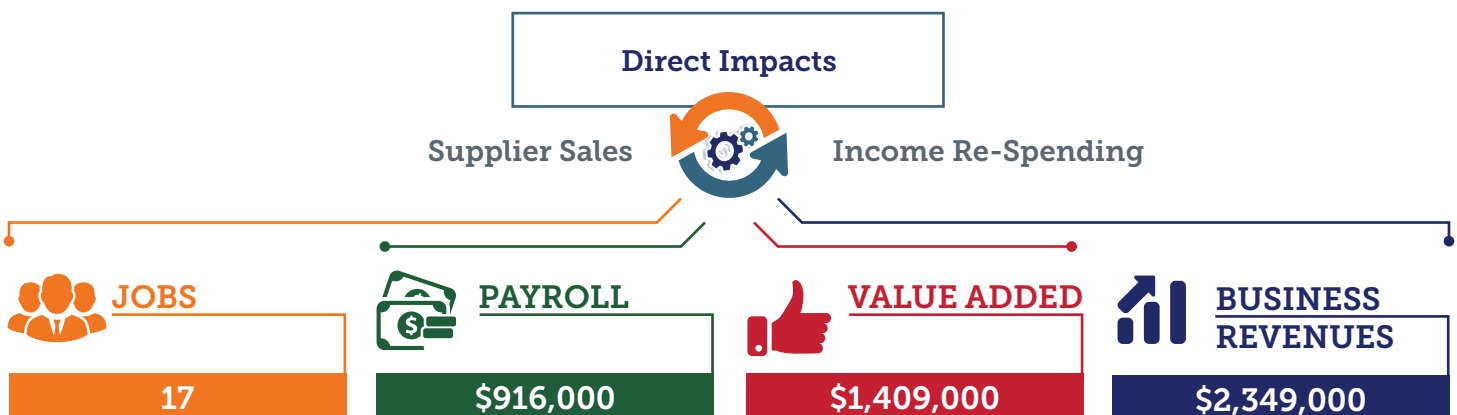 Direct Impacts
Supplier Sales
Income Re-Spending
JOBS
PAYROLL
VALUE ADDED
BUSINESS
REVENUES
$
17
$916,000
$1,409,000
$2,349,000